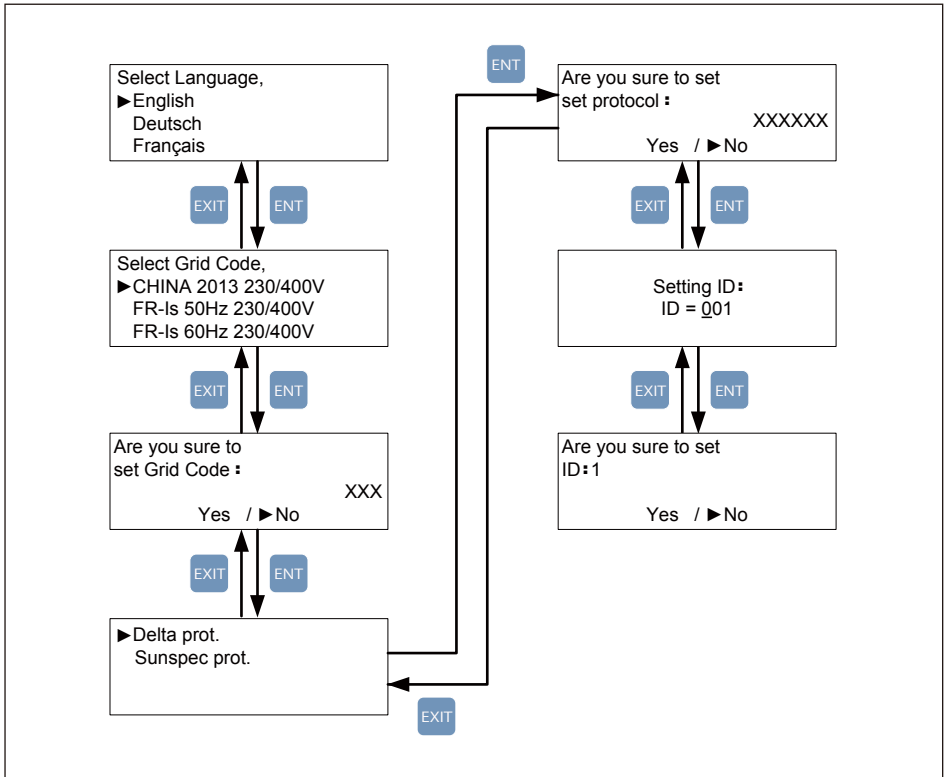 Select Language,
►English
Deutsch
Français
EXIT
ENT
Select Grid Code,
►CHINA 2013 230/400V
FR-Is 50Hz 230/400V
FR-Is 60Hz 230/400V
EXIT
ENT
Are you sure to
set Grid Code：
XXX
Yes / ►No
EXIT
ENT
►Delta prot.
Sunspec prot.
ENT
EXIT
Are you sure to set
set protocol：
XXXXXX
Yes / ►No
EXIT
ENT
Setting ID：
ID = 001
EXIT
ENT
Are you sure to set
ID：1
Yes / ►No